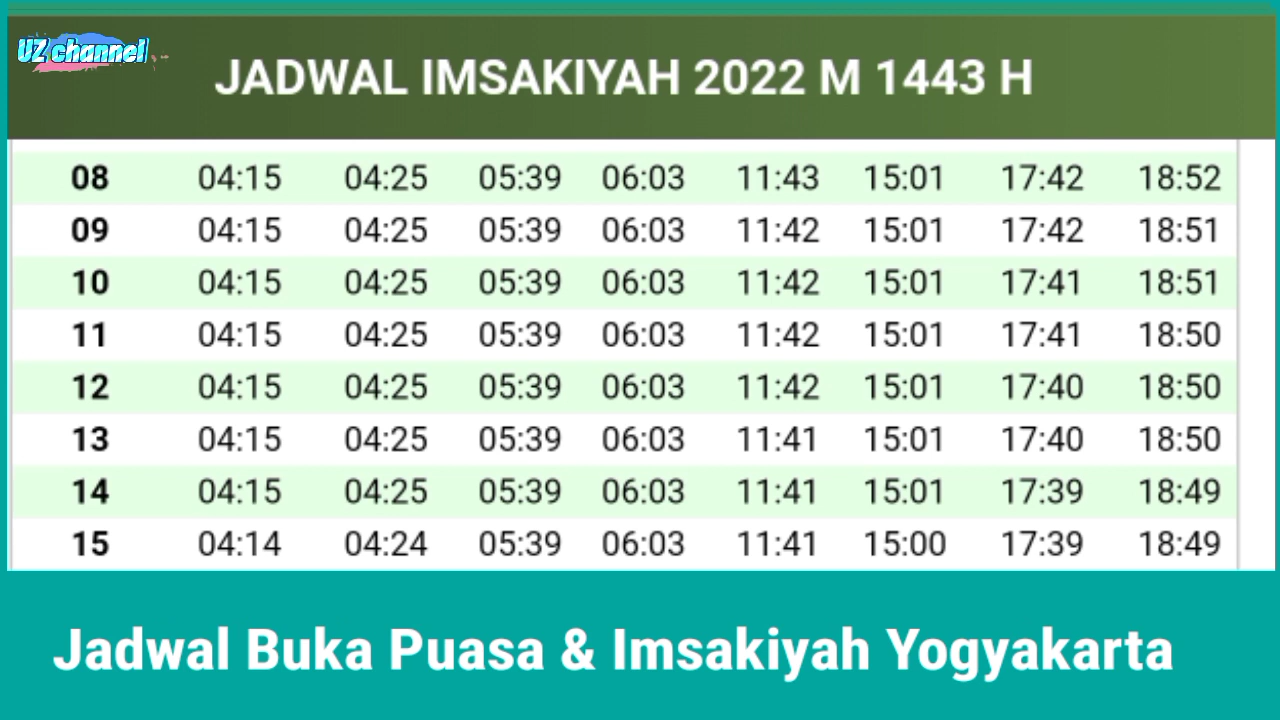 UZ channel
JADWAL IMSAKIYAH 2022 M 1443 H
08 04:15 04:25 05:39 06:03 11:43 15:01 17:42 18:52
09 04:15 04:25 05:39 06:03 11:42 15:01 17:42 18:51
10 04:15 04:25 05:39 06:03 11:42 15:01 17:41 18:51
11 04:15 04:25 05:39 06:03 11:42 15:01 17:41 18:50
12 04:15 04:25 05:39 06:03 11:42 15:01 17:40 18:50
13 04:15 04:25 05:39 06:03 11:41 15:01 17:40 18:50
14 04:15 04:25 05:39 06:03 11:41 15:01 17:39 18:49
15 04:14 04:24 05:39 06:03 11:41 15:00 17:39 18:49
Jadwal Buka Puasa & Imsakiyah Yogyakarta